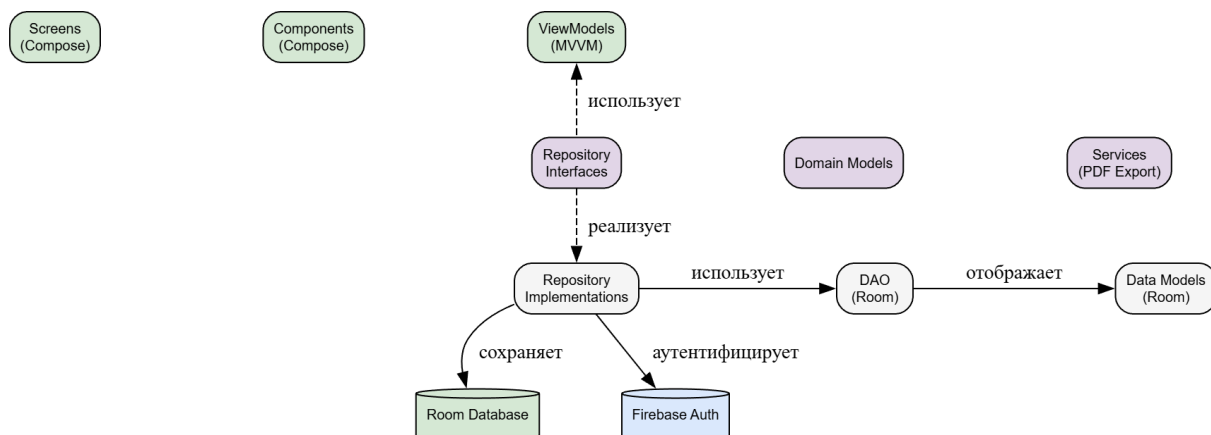 Screens
(Compose)
Components
(Compose)
ViewModels
(MVVM)
использует
Repository
Interfaces
Domain Models
Services
(PDF Export)
реализует
Repository
Implementations
использует
DAO
(Room)
отображает
Data Models
(Room)
сохраняет
аутентифицирует
Room Database
Firebase Auth